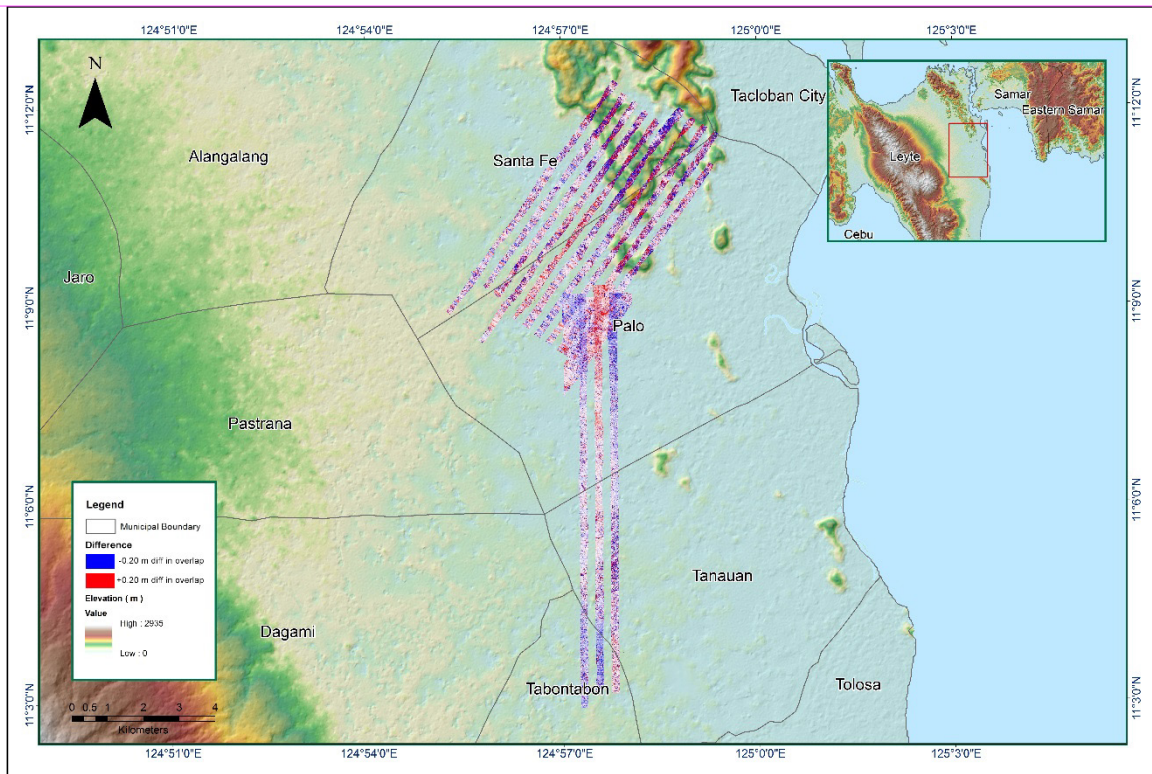 124°51'0"E 124°54'0"E 124°57'0"E 125°0'0"E 125°3'0"E
N
11°12'0"N
11°12'0"N
Tacloban City
Alangalang
Santa Fe
Samar
Eastern Samar
Leyte
Cebu
Jaro
11°9'0"N
11°9'0"N
Palo
Pastrana
11°6'0"N
11°6'0"N
Legend
Municipal Boundary
Difference
-0.20 m diff in overlap
+0.20 m diff in overlap
Elevation ( m )
Value
High : 2935
Low : 0
Tanauan
Dagami
Tabontabon
Tolosa
11°3'0"N
11°3'0"N
0 0.5 1 2 3 4
Kilometers
124°51'0"E 124°54'0"E 124°57'0"E 125°0'0"E 125°3'0"E